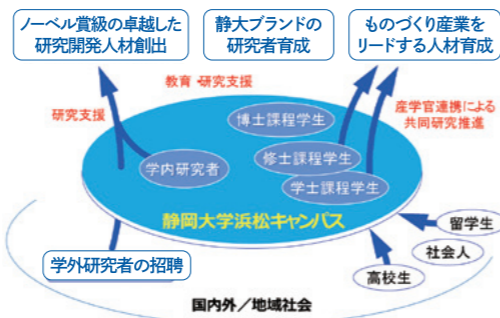 ノーベル賞級の卓越した
研究開発人材創出
静大ブランドの
研究者育成
ものづくり産業を
リードする人材育成
教育・研究支援
研究支援
産学官連携による
共同研究推進
博士課程学生
学内研究者
修士課程学生
学士課程学生
静岡大学浜松キャンパス
留学生
社会人
高校生
学外研究者の招聘
国内外／地域社会